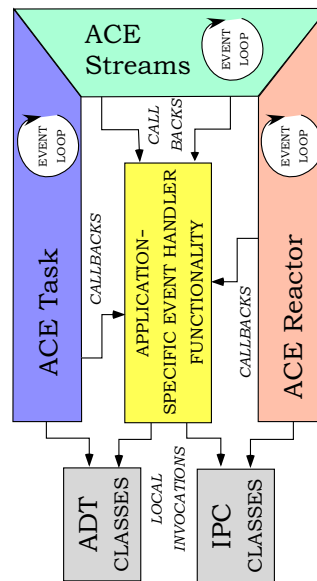 ACE
Streams
EVENT
LOOP
CALL
BACKS
EVENT
LOOP
EVENT
LOOP
ACE Task
CALLBACKS
APPLICATION-
SPECIFIC EVENT HANDLER
FUNCTIONALITY
CALLBACKS
ACE Reactor
ADT
CLASSES
LOCAL
INVOCATIONS
IPC
CLASSES